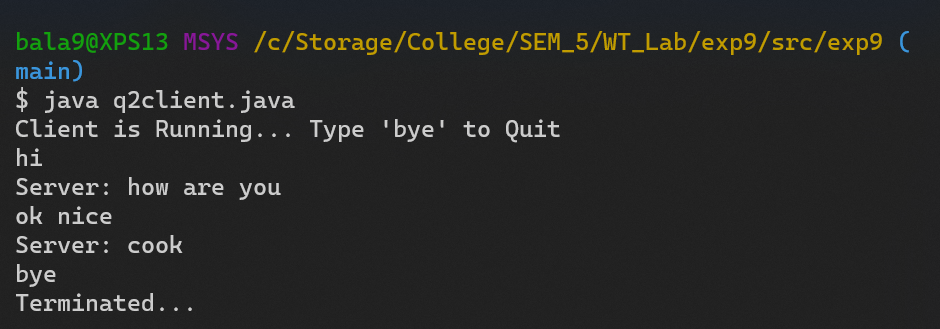 bala9@XPS13 MSYS /c/Storage/College/SEM_5/WT_Lab/exp9/src/exp9 (
main)
$ java q2client.java
Client is Running... Type 'bye' to Quit
hi
Server: how are you
ok nice
Server: cook
bye
Terminated...